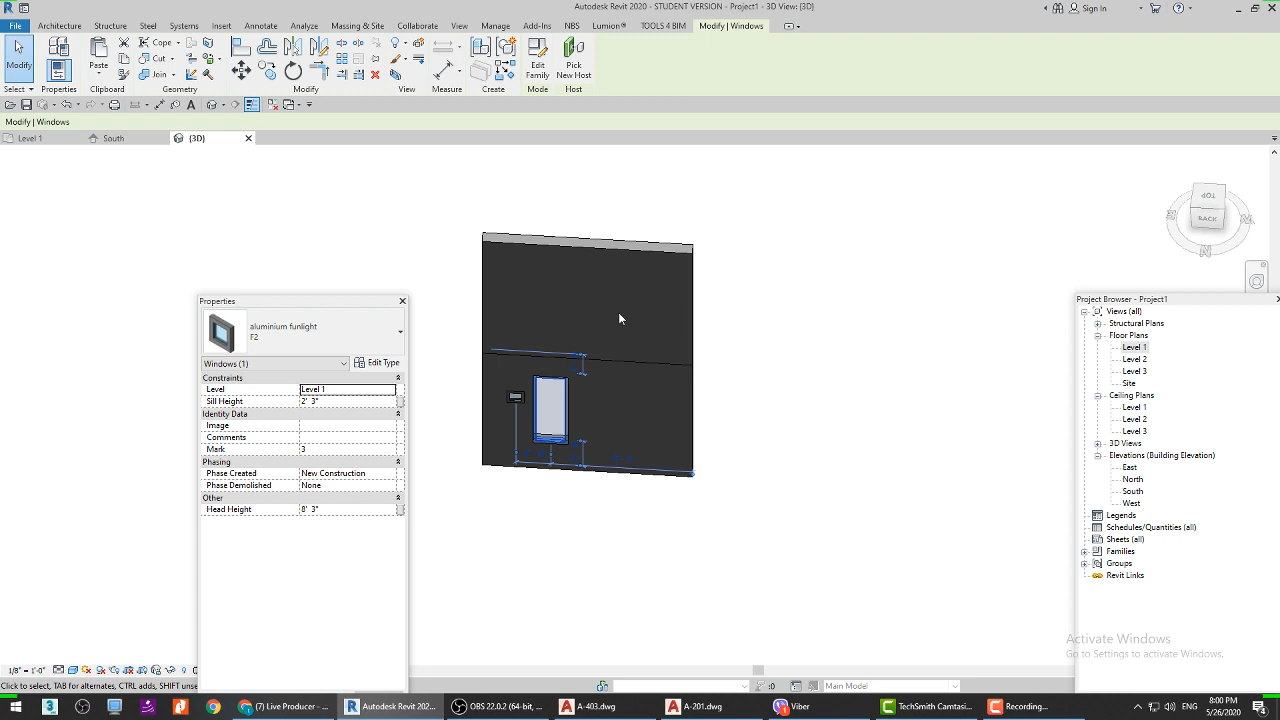 Autodesk Revit 2020 - STUDENT VERSION - Project1 - 3D View: {3D}
Sign In
File Architecture Structure Steel Systems Insert Annotate Analyze Massing & Site Collaborate View Manage Add-Ins NBS Lumion® TOOLS 4 BIM Modify | Windows
Modify Paste Cope Cut Join Edit Family Pick New Host
Select Properties Clipboard Geometry Modify View Measure Create Mode Host
Modify | Windows
Level 1 South {3D}
TOP
BACK
N
Properties
aluminium funlight
F2
Windows (1) Edit Type
Constraints
Level Level 1
Sill Height 2' 3"
Identity Data
Image
Comments
Mark 3
Phasing
Phase Created New Construction
Phase Demolished None
Other
Head Height 8' 3"
Project Browser - Project1
Views (all)
Structural Plans
Floor Plans
Level 1
Level 2
Level 3
Site
Ceiling Plans
Level 1
Level 2
Level 3
3D Views
Elevations (Building Elevation)
East
North
South
West
Legends
Schedules/Quantities (all)
Sheets (all)
Families
Groups
Revit Links
Activate Windows
Go to Settings to activate Windows.
1/8" = 1'-0"
Click to select, TAB for alternates, CTRL adds, SHIFT unse
:0 Main Model
(7) Live Producer - ... Autodesk Revit 202... OBS 22.0.2 (64-bit, ... A-403.dwg A-201.dwg Viber TechSmith Camtasi... Recording...
8:00 PM
5/26/2020